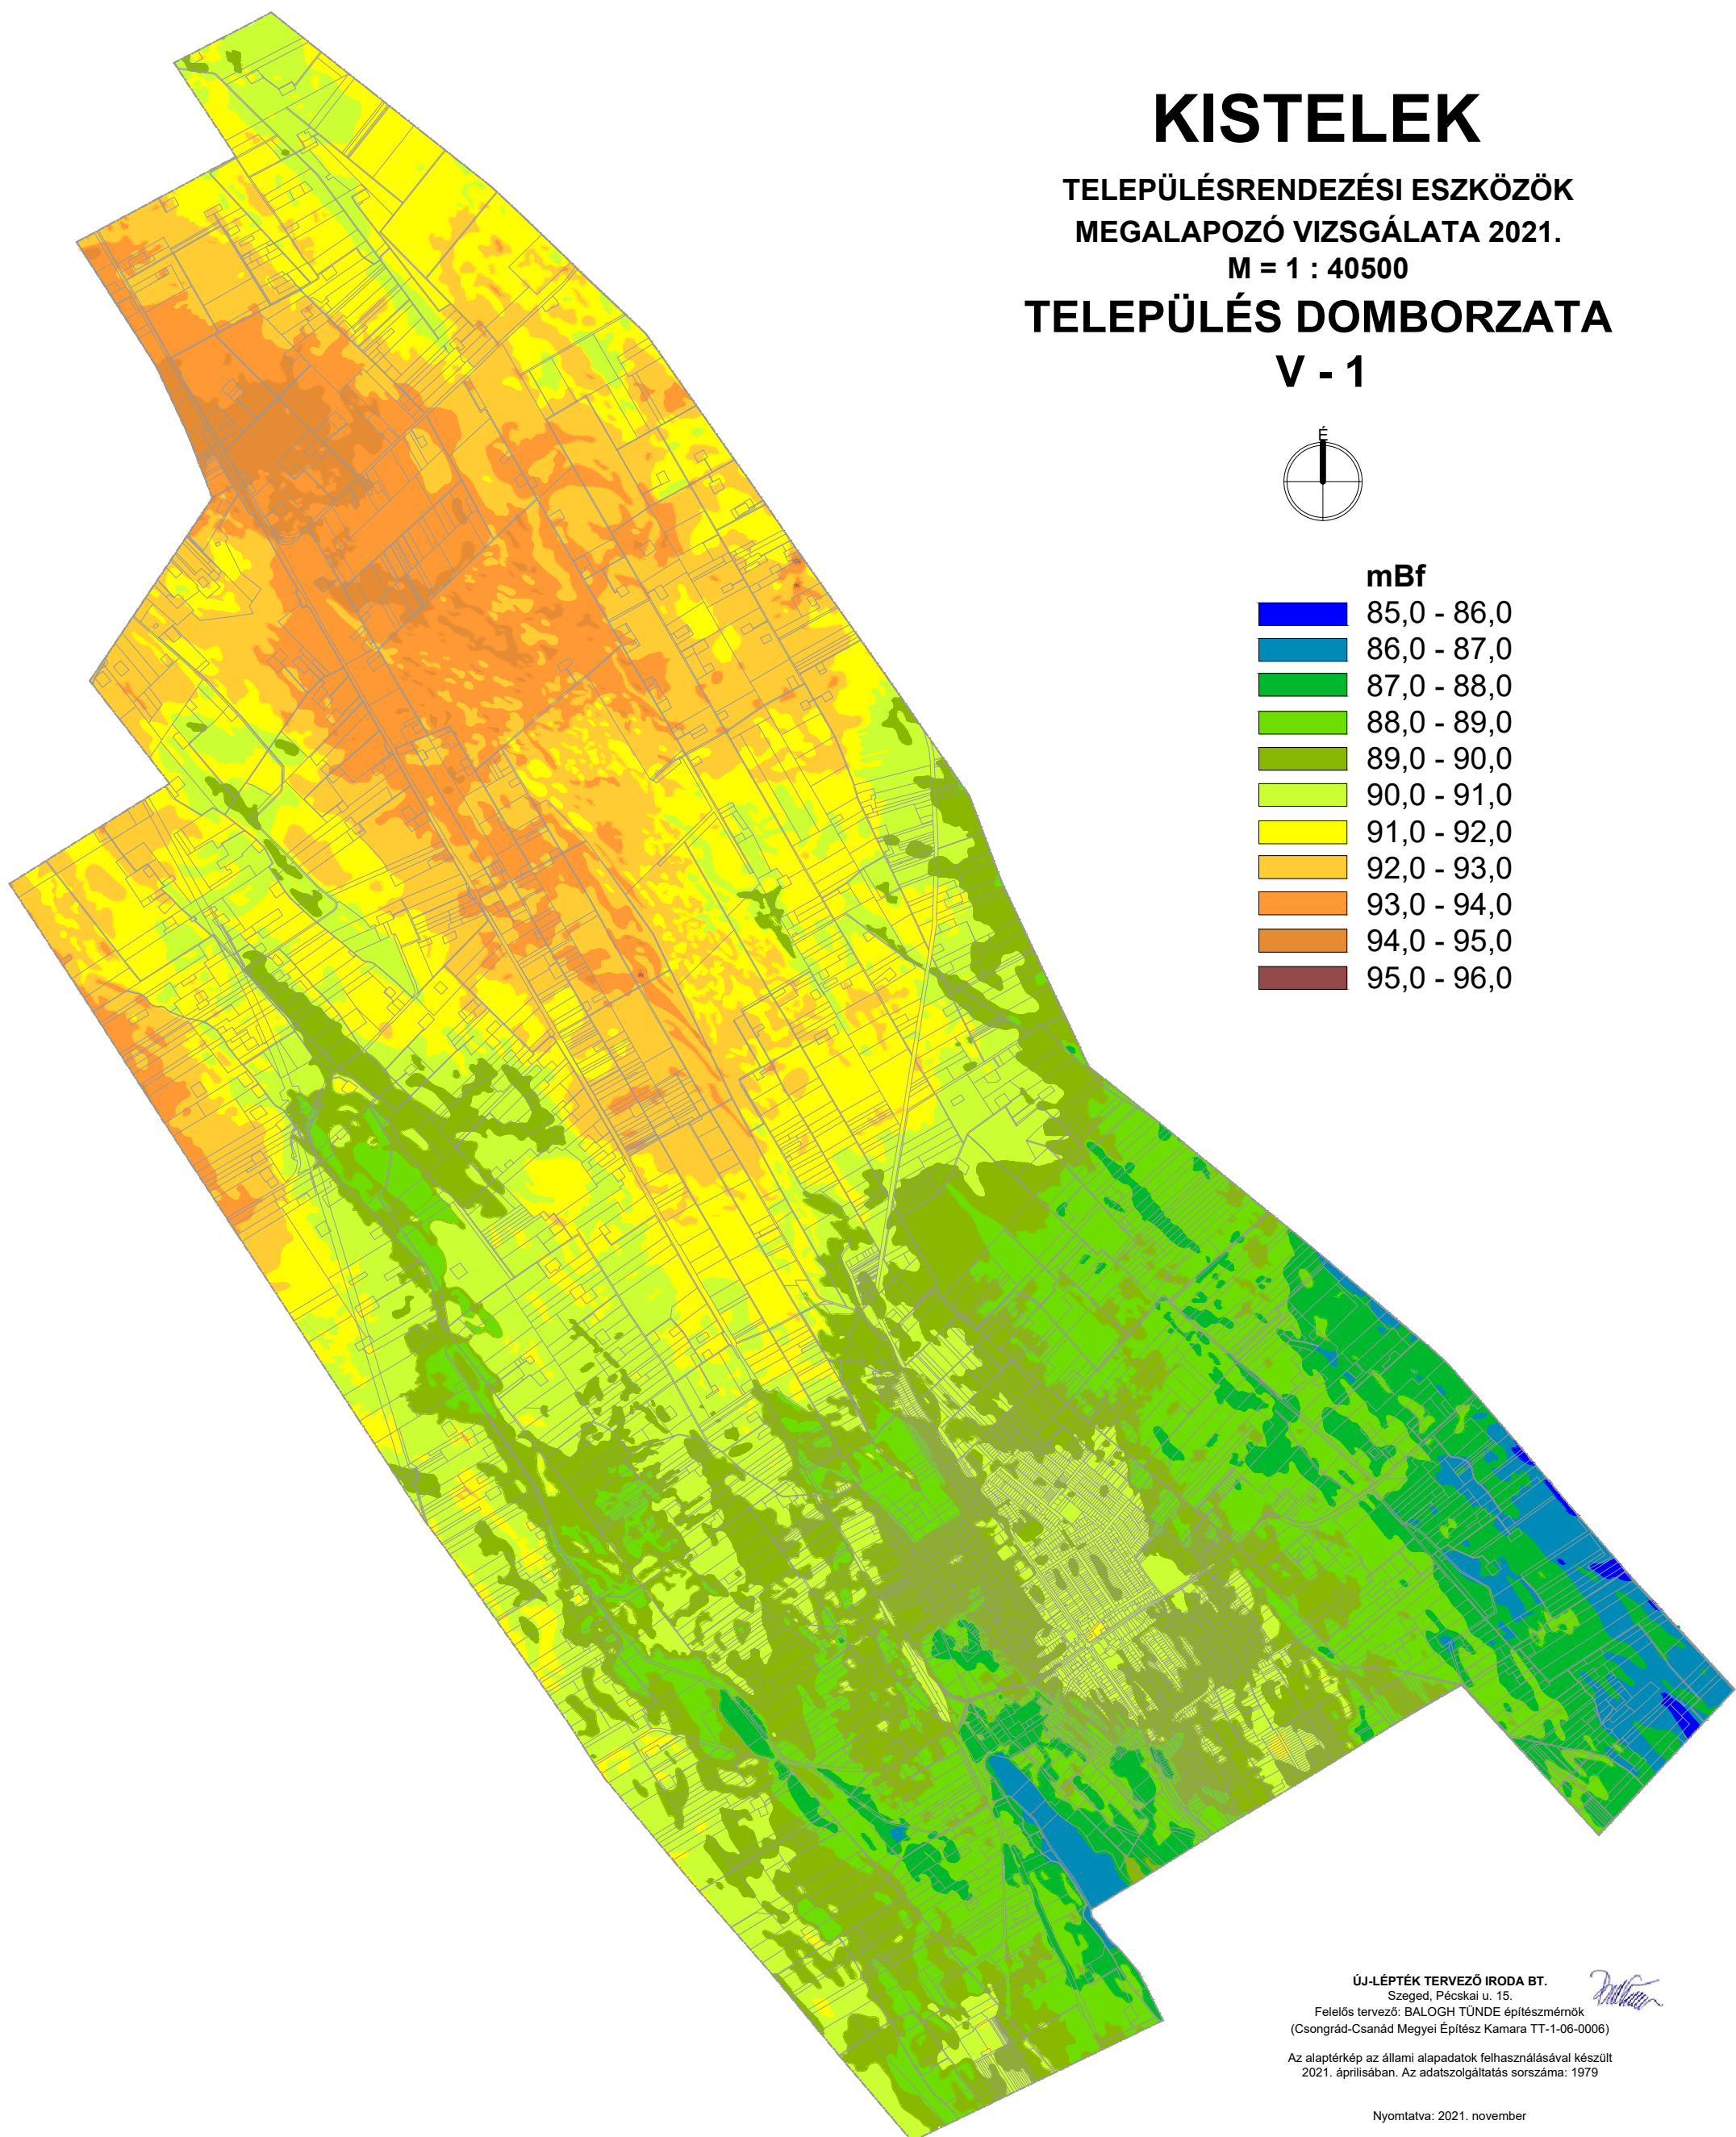 KISTELEK
TELEPÜLÉSRENDEZÉSI ESZKÖZÖK
MEGALAPOZÓ VIZSGÁLATA 2021.
M = 1 : 40500
TELEPÜLÉS DOMBORZATA
V - 1
É
mBf
85,0 - 86,0
86,0 - 87,0
87,0 - 88,0
88,0 - 89,0
89,0 - 90,0
90,0 - 91,0
91,0 - 92,0
92,0 - 93,0
93,0 - 94,0
94,0 - 95,0
95,0 - 96,0
ÚJ-LÉPTÉK TERVEZŐ IRODA BT.
Szeged, Pécskai u. 15.
Felelős tervező: BALOGH TÜNDE építészmérnök
(Csongrád-Csanád Megyei Építész Kamara TT-1-06-0006)
Az alaptérkép az állami alapadatok felhasználásával készült
2021. áprilisában. Az adatszolgáltatás sorszáma: 1979
Nyomtatva: 2021. november